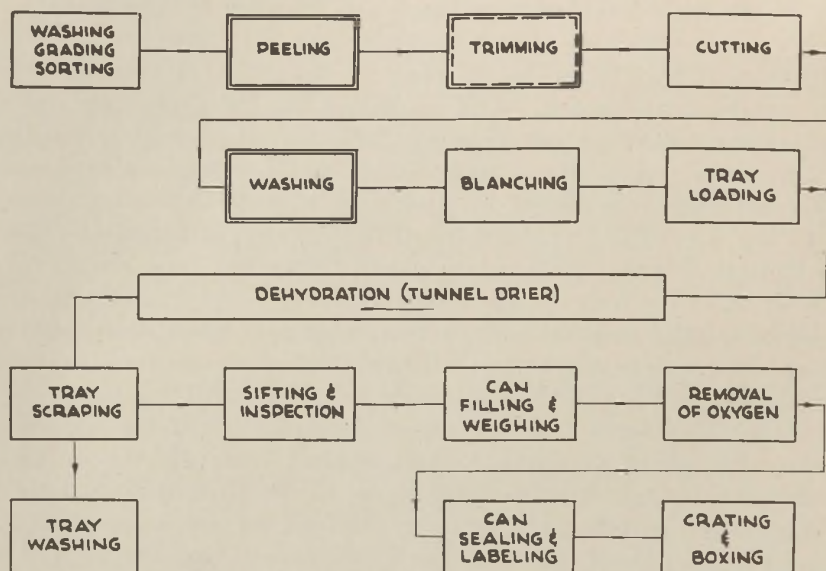 WASHING
GRADING
SORTING
PEELING
TRIMMING
CUTTING
WASHING
BLANCHING
TRAY
LOADING
DEHYDRATION (TUNNEL DRIER)
TRAY
SCRAPING
SIFTING &
INSPECTION
CAN
FILLING &
WEIGHING
REMOVAL
OF OXYGEN
TRAY
WASHING
CAN
SEALING &
LABELING
CRATING
&
BOXING